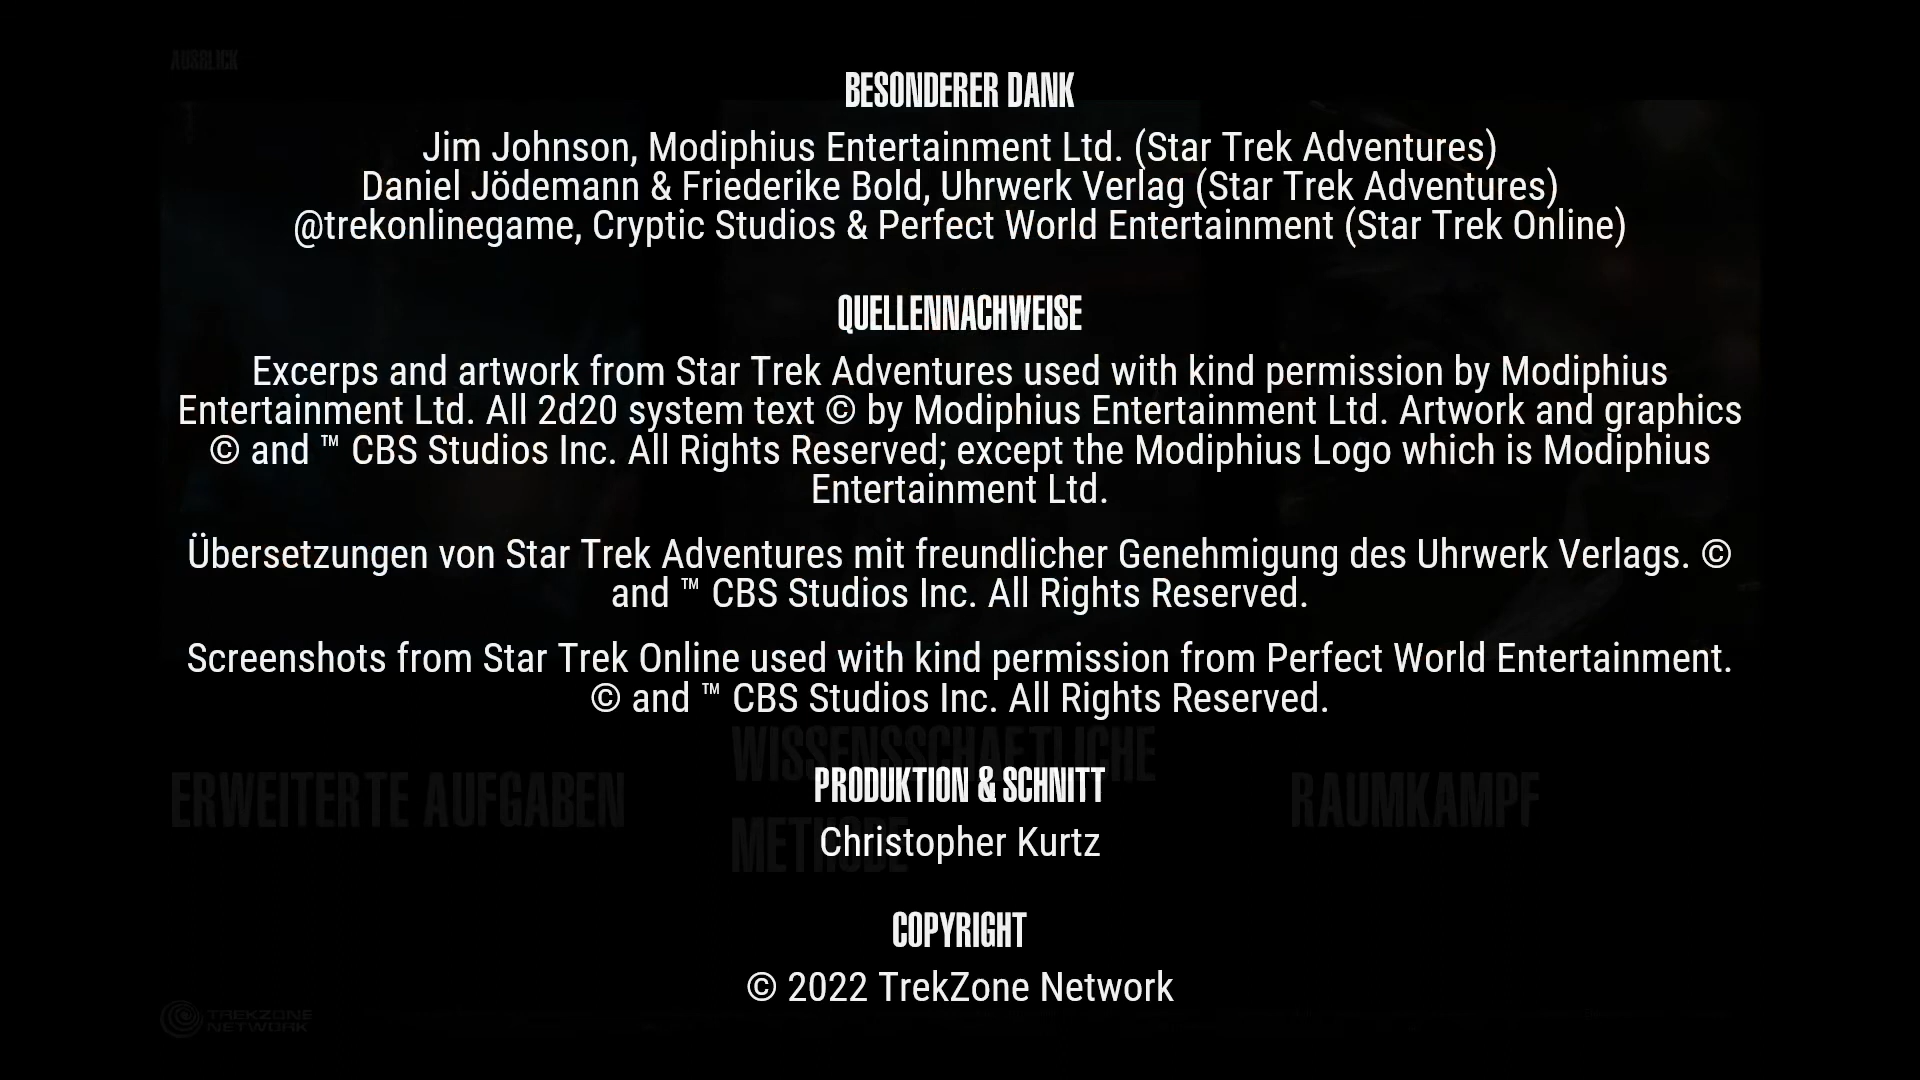 AUSBLICK
BESONDERER DANK
Jim Johnson, Modiphius Entertainment Ltd. (Star Trek Adventures)
Daniel Jödemann & Friederike Bold, Uhrwerk Verlag (Star Trek Adventures)
@trekonlinegame, Cryptic Studios & Perfect World Entertainment (Star Trek Online)
QUELLENNACHWEISE
Excerps and artwork from Star Trek Adventures used with kind permission by Modiphius
Entertainment Ltd. All 2d20 system text © by Modiphius Entertainment Ltd. Artwork and graphics
© and ™ CBS Studios Inc. All Rights Reserved; except the Modiphius Logo which is Modiphius
Entertainment Ltd.
Übersetzungen von Star Trek Adventures mit freundlicher Genehmigung des Uhrwerk Verlags. ©
and ™ CBS Studios Inc. All Rights Reserved.
Screenshots from Star Trek Online used with kind permission from Perfect World Entertainment.
© and ™ CBS Studios Inc. All Rights Reserved.
ERWEITERTE AUFGABEN
WISSENSSCHAFTLICHE
METHODE
RAUMKAMPF
PRODUKTION & SCHNITT
Christopher Kurtz
COPYRIGHT
© 2022 TrekZone Network
TREKZONE
NETWORK